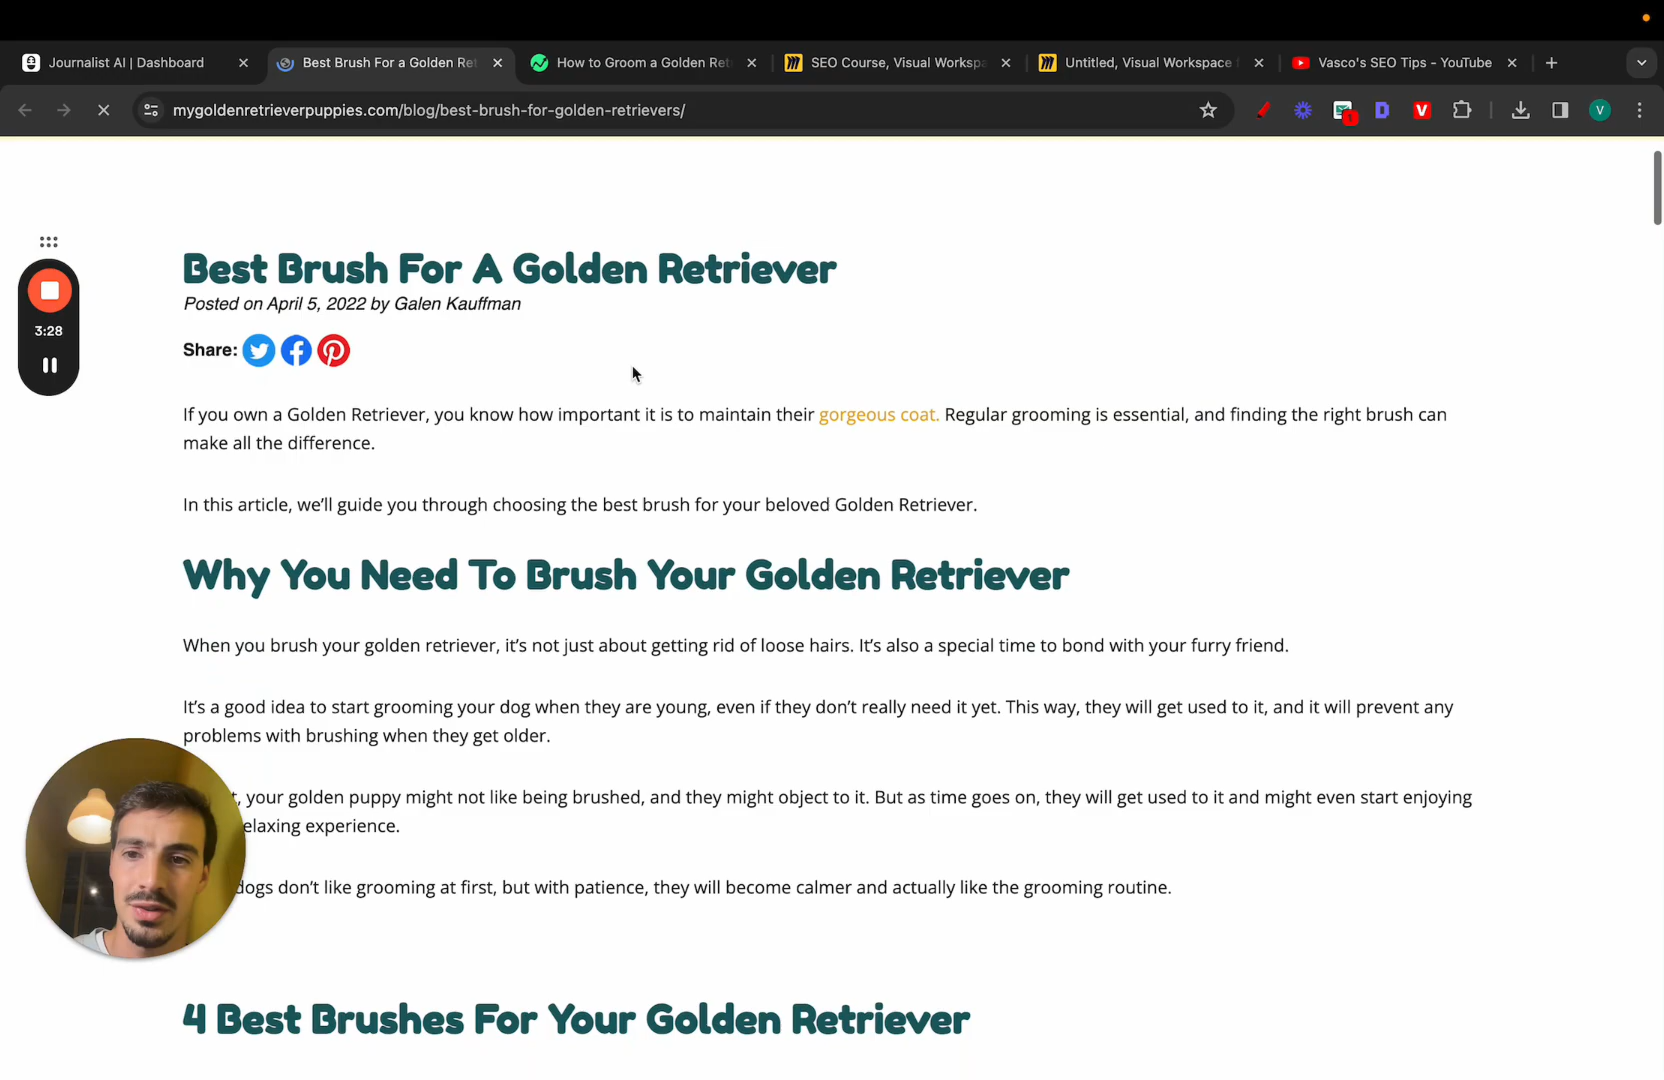 Journalist AI | Dashboard
Best Brush For a Golden Ret
How to Groom a Golden Ret
SEO Course, Visual Workspa
Untitled, Visual Workspace
Vasco's SEO Tips - YouTube
mygoldenretrieverpuppies.com/blog/best-brush-for-golden-retrievers/
1
V
V
Best Brush For A Golden Retriever
Posted on April 5, 2022 by Galen Kauffman
3:28
Share:
If you own a Golden Retriever, you know how important it is to maintain their gorgeous coat. Regular grooming is essential, and finding the right brush can
make all the difference.
In this article, we’ll guide you through choosing the best brush for your beloved Golden Retriever.
Why You Need To Brush Your Golden Retriever
When you brush your golden retriever, it’s not just about getting rid of loose hairs. It’s also a special time to bond with your furry friend.
It’s a good idea to start grooming your dog when they are young, even if they don’t really need it yet. This way, they will get used to it, and it will prevent any
problems with brushing when they get older.
, your golden puppy might not like being brushed, and they might object to it. But as time goes on, they will get used to it and might even start enjoying
elaxing experience.
dogs don’t like grooming at first, but with patience, they will become calmer and actually like the grooming routine.
4 Best Brushes For Your Golden Retriever